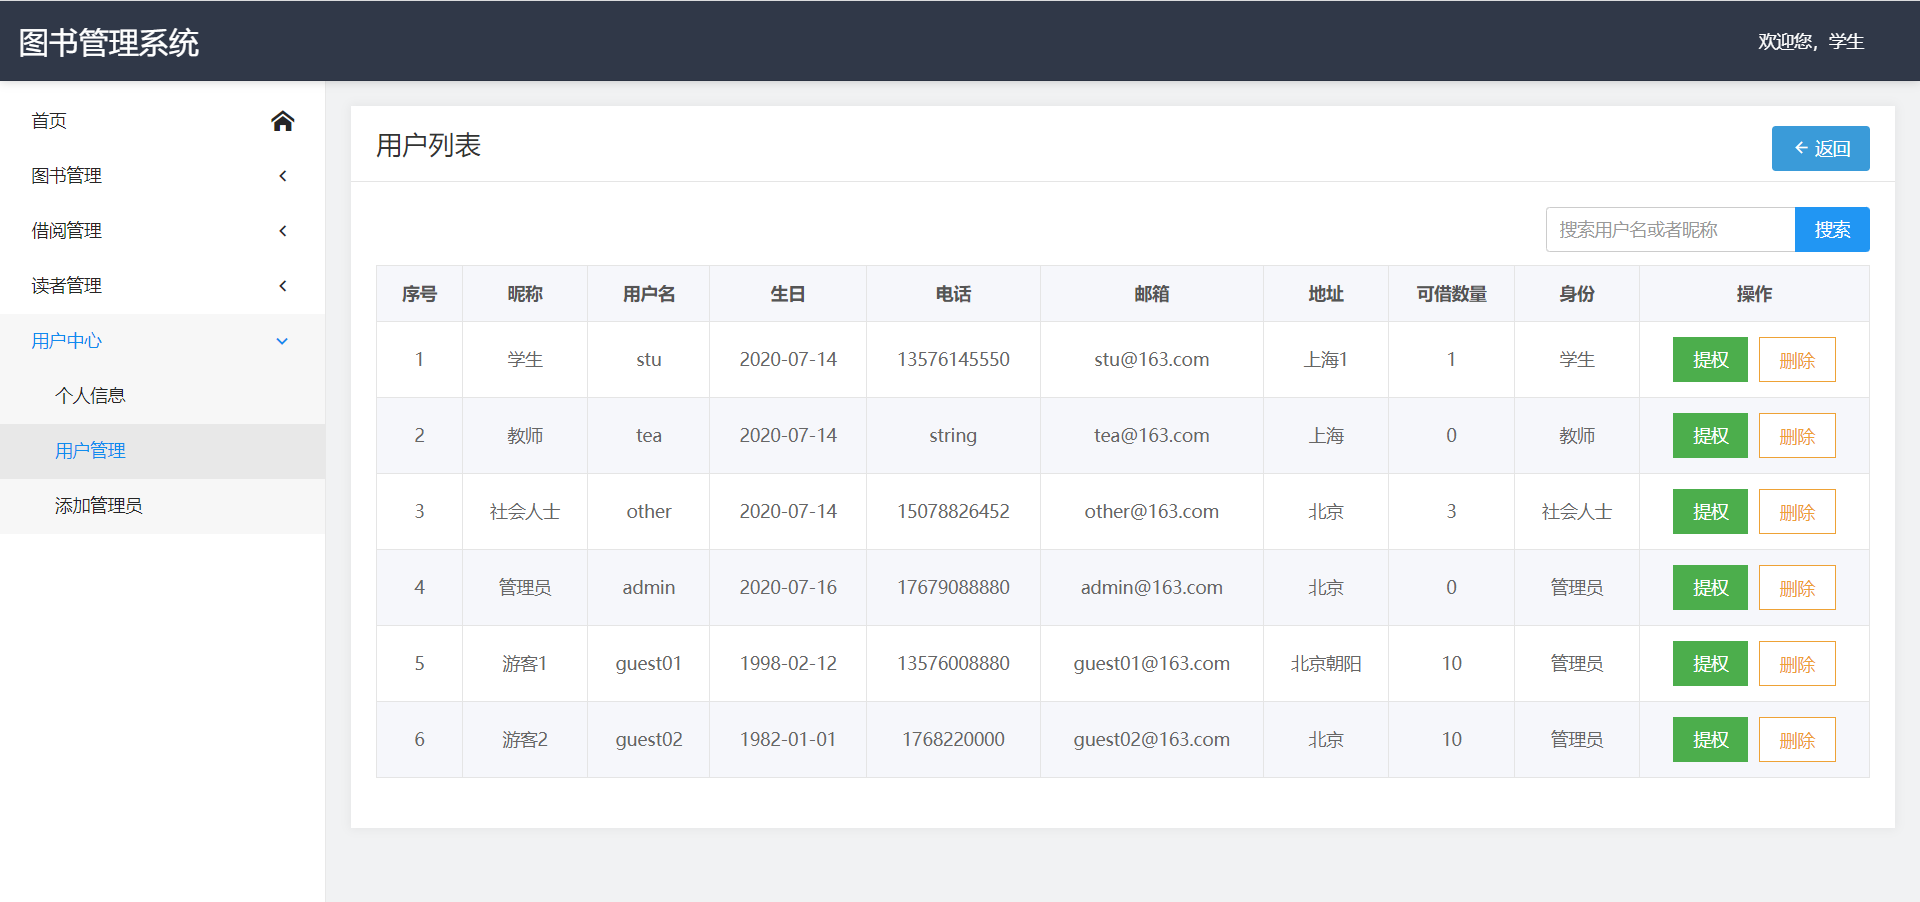 图书管理系统
欢迎您，学生
首页
图书管理
借阅管理
读者管理
用户中心
个人信息
用户管理
添加管理员
用户列表
返回
搜索用户名或者昵称 搜索
序号 昵称 用户名 生日 电话 邮箱 地址 可借数量 身份 操作
1 学生 stu 2020-07-14 13576145550 stu@163.com 上海1 1 学生 提权 删除
2 教师 tea 2020-07-14 string tea@163.com 上海 0 教师 提权 删除
3 社会人士 other 2020-07-14 15078826452 other@163.com 北京 3 社会人士 提权 删除
4 管理员 admin 2020-07-16 17679088880 admin@163.com 北京 0 管理员 提权 删除
5 游客1 guest01 1998-02-12 13576008880 guest01@163.com 北京朝阳 10 管理员 提权 删除
6 游客2 guest02 1982-01-01 1768220000 guest02@163.com 北京 10 管理员 提权 删除